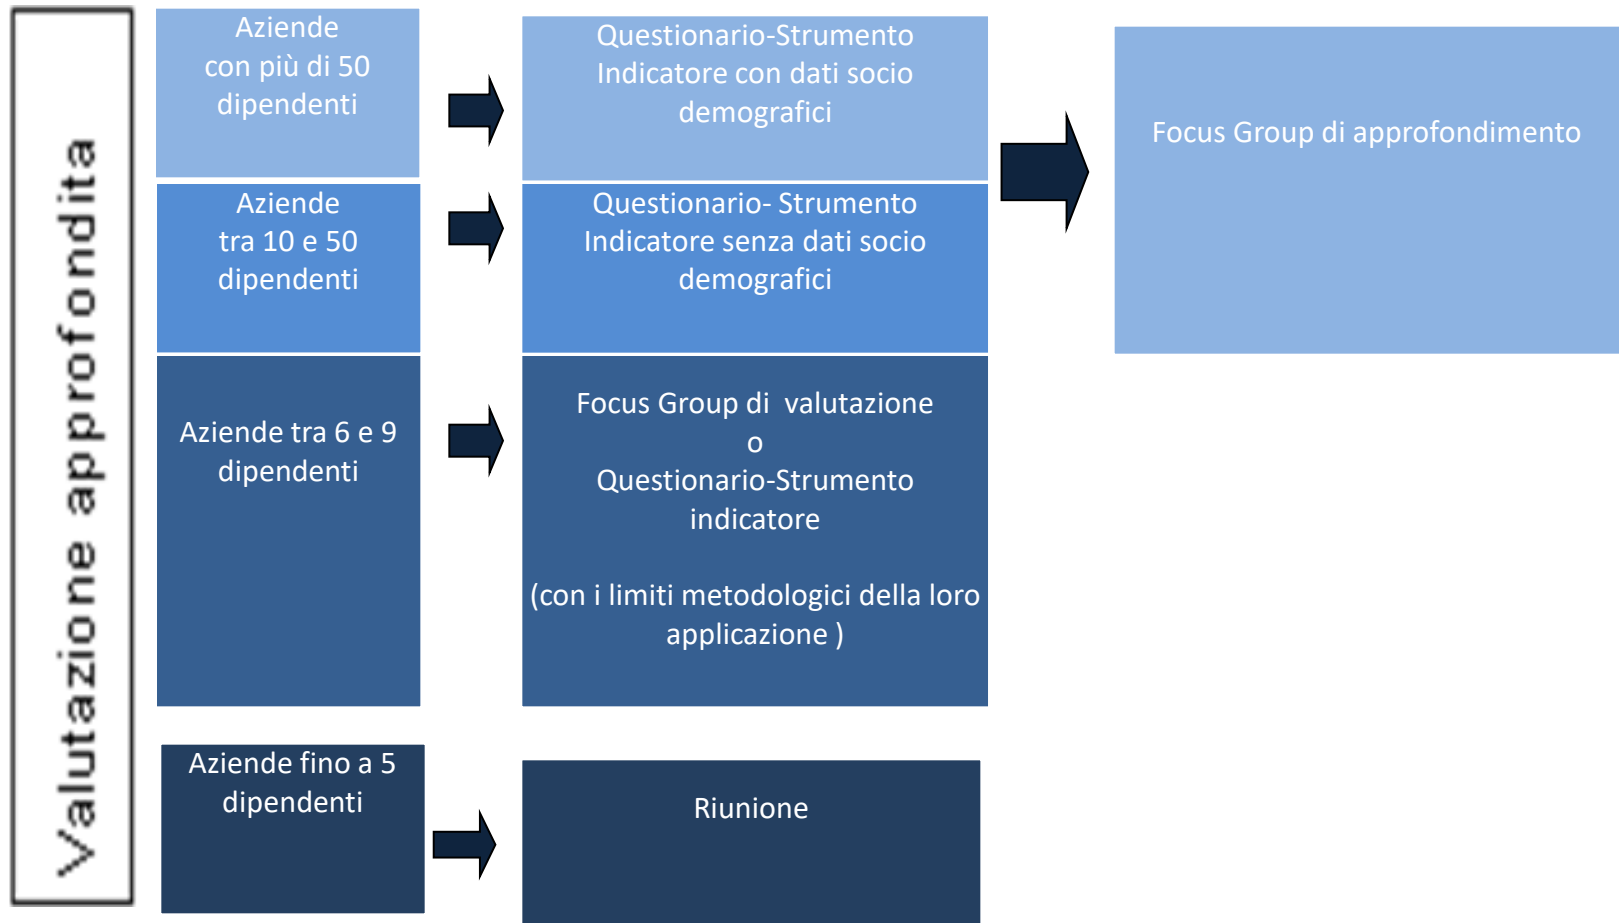 Valutazione approfondita
Aziende
con più di 50
dipendenti
Questionario-Strumento
Indicatore con dati socio
demografici
Focus Group di approfondimento
Aziende
tra 10 e 50
dipendenti
Questionario- Strumento
Indicatore senza dati socio
demografici
Aziende tra 6 e 9
dipendenti
Focus Group di  valutazione
o
Questionario-Strumento
indicatore
(con i limiti metodologici della loro
applicazione )
Aziende fino a 5
dipendenti
Riunione